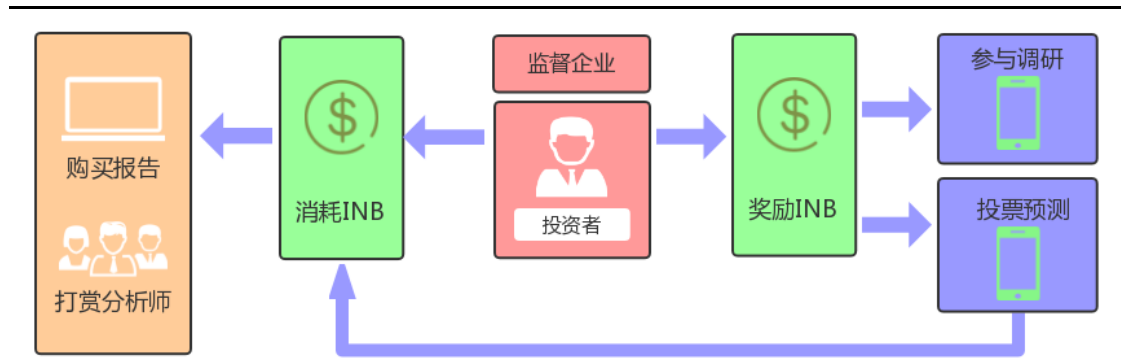 购买报告
打赏分析师
消耗INB
监督企业
投资者
奖励INB
参与调研
投票预测